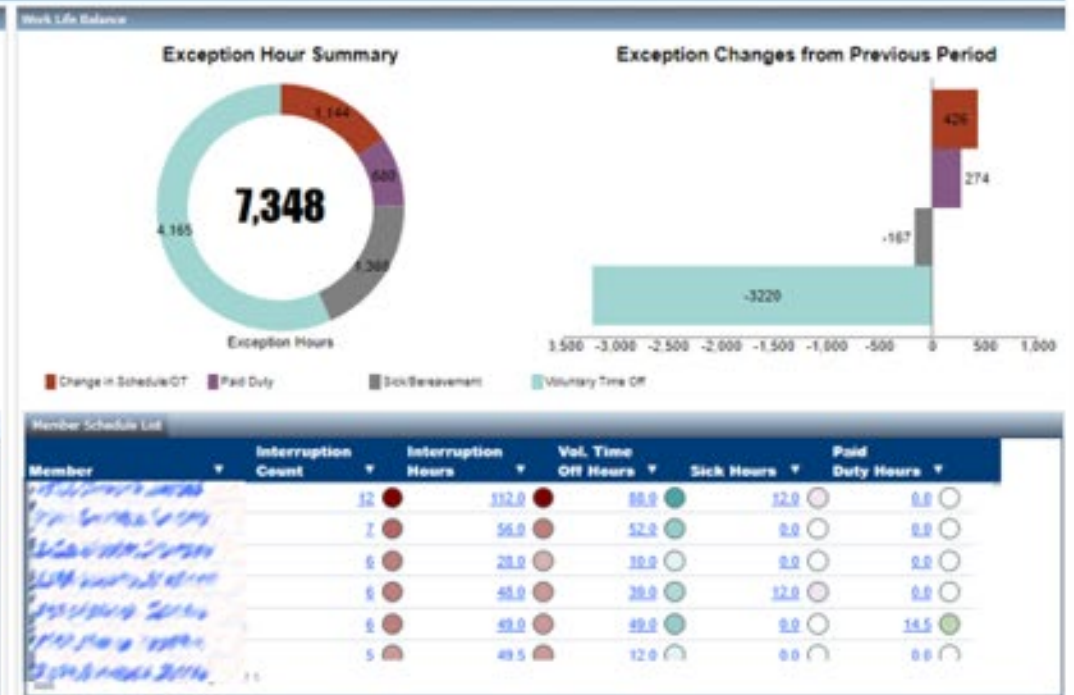 Work Life Balance
Exception Hour Summary
1,144
680
7,348
4,165
Exception Hours
Exception Changes from Previous Period
426
274
-167
-3220
3,500 -3,000 -2,500 -2,000 -1,500 -1,000 -500 0 500 1,000
Change in Schedule/OT Paid Duty Sick/Bereavement Voluntary Time Off
Member Schedule List
Member Interruption Count Interruption Hours Vol. Time Off Hours Sick Hours Paid Duty Hours
12 112.0 88.0 12.0 0.0
7 56.0 52.0 0.0 0.0
6 28.0 10.0 0.0 0.0
6 48.0 39.0 12.0 0.0
6 49.0 49.0 0.0 14.5
5 49.5 12.0 0.0 0.0